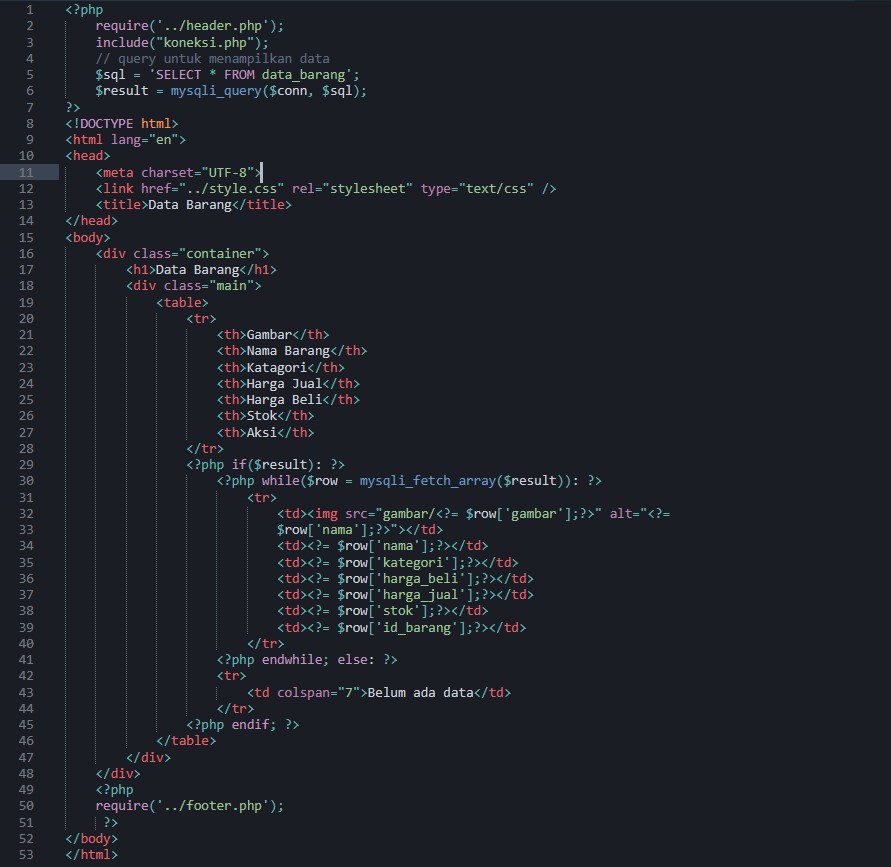 1 <?php
2     require('../header.php');
3     include("koneksi.php");
4     // query untuk menampilkan data
5     $sql = 'SELECT * FROM data_barang';
6     $result = mysqli_query($conn, $sql);
7 ?>
8 <!DOCTYPE html>
9 <html lang="en">
10 <head>
11     <meta charset="UTF-8">
12     <link href="../style.css" rel="stylesheet" type="text/css" />
13     <title>Data Barang</title>
14 </head>
15 <body>
16     <div class="container">
17         <h1>Data Barang</h1>
18         <div class="main">
19             <table>
20                 <tr>
21                     <th>Gambar</th>
22                     <th>Nama Barang</th>
23                     <th>Katagori</th>
24                     <th>Harga Jual</th>
25                     <th>Harga Beli</th>
26                     <th>Stok</th>
27                     <th>Aksi</th>
28                 </tr>
29                 <?php if($result): ?>
30                     <?php while($row = mysqli_fetch_array($result)): ?>
31                         <tr>
32                             <td><img src="gambar/<?= $row['gambar'];?>" alt="<?=
33                             $row['nama'];?>"></td>
34                             <td><?= $row['nama'];?></td>
35                             <td><?= $row['kategori'];?></td>
36                             <td><?= $row['harga_beli'];?></td>
37                             <td><?= $row['harga_jual'];?></td>
38                             <td><?= $row['stok'];?></td>
39                             <td><?= $row['id_barang'];?></td>
40                         </tr>
41                     <?php endwhile; else: ?>
42                     <tr>
43                         <td colspan="7">Belum ada data</td>
44                     </tr>
45                 <?php endif; ?>
46             </table>
47         </div>
48     </div>
49     <?php
50     require('../footer.php');
51      ?>
52 </body>
53 </html>